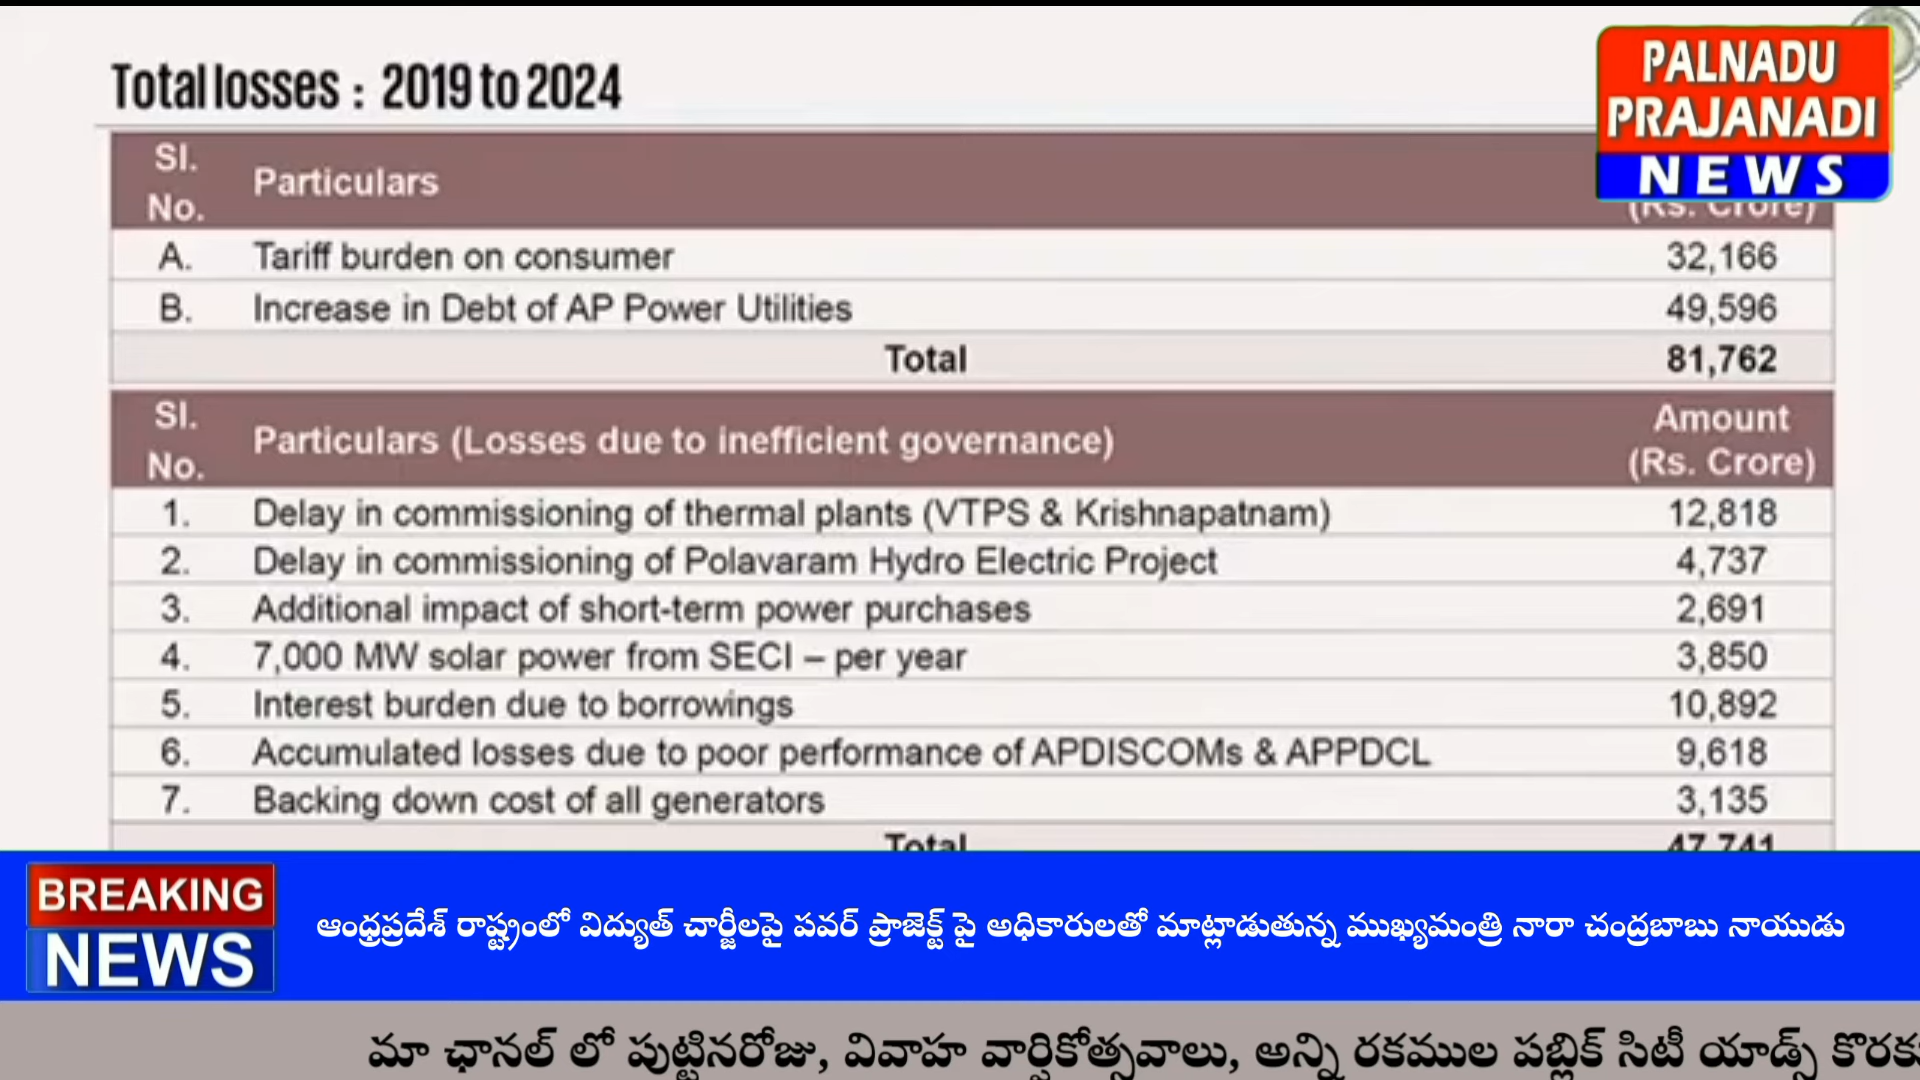 Total losses : 2019 to 2024
PALNADU
PRAJANADI
NEWS
Sl.
No.
Particulars
(Rs. Crore)
A. Tariff burden on consumer 32,166
B. Increase in Debt of AP Power Utilities 49,596
Total 81,762
Sl.
No.
Particulars (Losses due to inefficient governance)
Amount
(Rs. Crore)
1. Delay in commissioning of thermal plants (VTPS & Krishnapatnam) 12,818
2. Delay in commissioning of Polavaram Hydro Electric Project 4,737
3. Additional impact of short-term power purchases 2,691
4. 7,000 MW solar power from SECI – per year 3,850
5. Interest burden due to borrowings 10,892
6. Accumulated losses due to poor performance of APDISCOMs & APPDCL 9,618
7. Backing down cost of all generators 3,135
Total 47,741
BREAKING
NEWS
ఆంధ్రప్రదేశ్ రాష్ట్రంలో విద్యుత్ చార్జీలపై పవర్ ప్రాజెక్ట్ పై అధికారులతో మాట్లాడుతున్న ముఖ్యమంత్రి నారా చంద్రబాబు నాయుడు
మా ఛానల్ లో పుట్టినరోజు, వివాహ వార్షికోత్సవాలు, అన్ని రకముల పబ్లిక్ సిటీ యాడ్స్